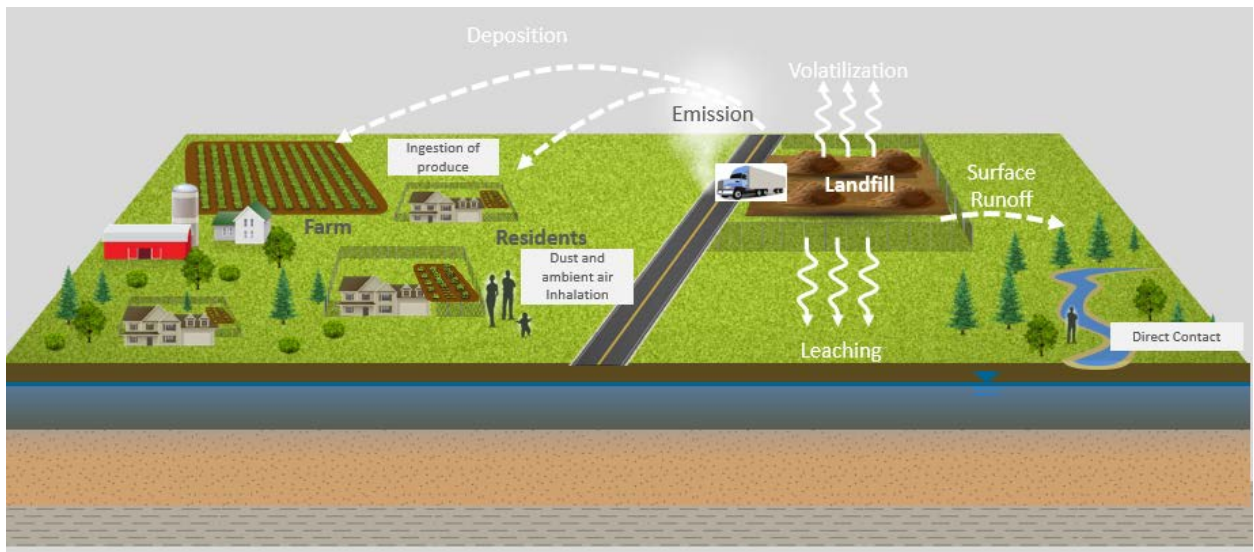 Deposition
Volatilization
Emission
Ingestion of
produce
Landfill
Surface
Runoff
Farm
Residents
Dust and
ambient air
Inhalation
Direct Contact
Leaching